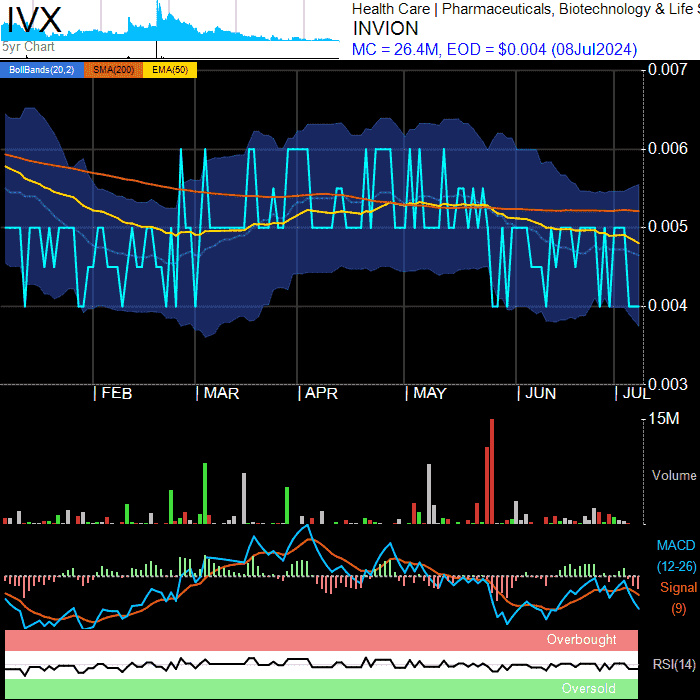 IVX
5yr Chart
Health Care | Pharmaceuticals, Biotechnology & Life S
INVION
MC = 26.4M, EOD = $0.004 (08Jul2024)
BollBands(20,2) SMA(200) EMA(50)
0.007
0.006
0.005
0.004
0.003
| FEB | MAR | APR | MAY | JUN | JUL
15M
Volume
MACD
(12-26)
Signal
(9)
Overbought
RSI(14)
Oversold